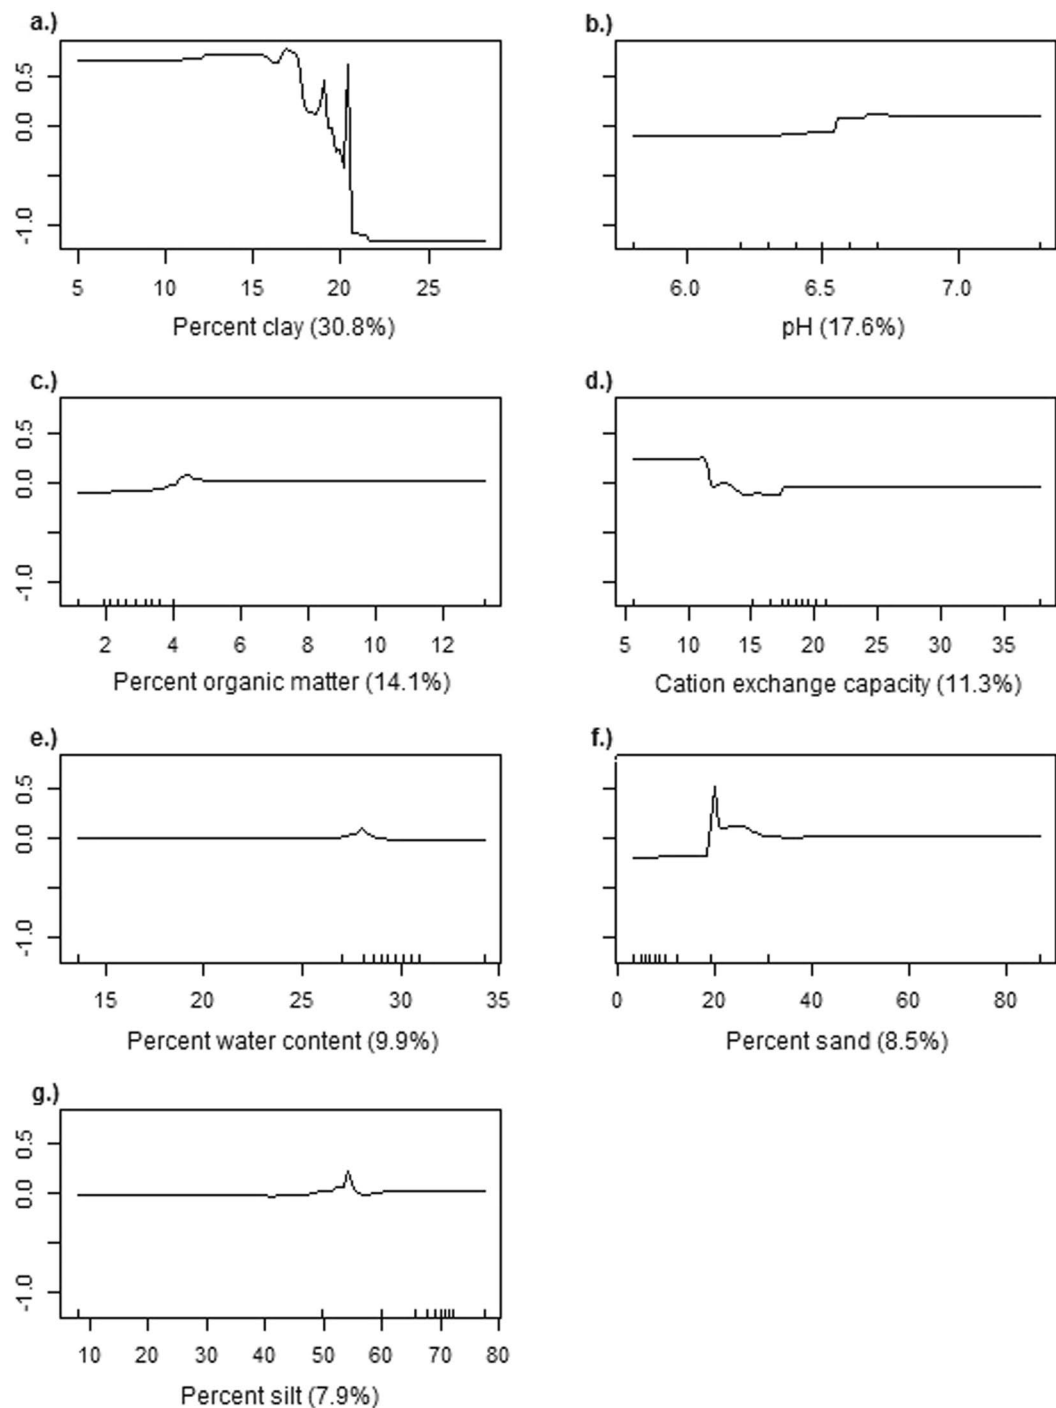 a.)
0.5
0.0
-1.0
5 10 15 20 25
Percent clay (30.8%)
b.)
6.0 6.5 7.0
pH (17.6%)
c.)
0.5
0.0
-1.0
2 4 6 8 10 12
Percent organic matter (14.1%)
d.)
5 10 15 20 25 30 35
Cation exchange capacity (11.3%)
e.)
0.5
0.0
-1.0
15 20 25 30 35
Percent water content (9.9%)
f.)
0 20 40 60 80
Percent sand (8.5%)
g.)
0.5
0.0
-1.0
10 20 30 40 50 60 70 80
Percent silt (7.9%)